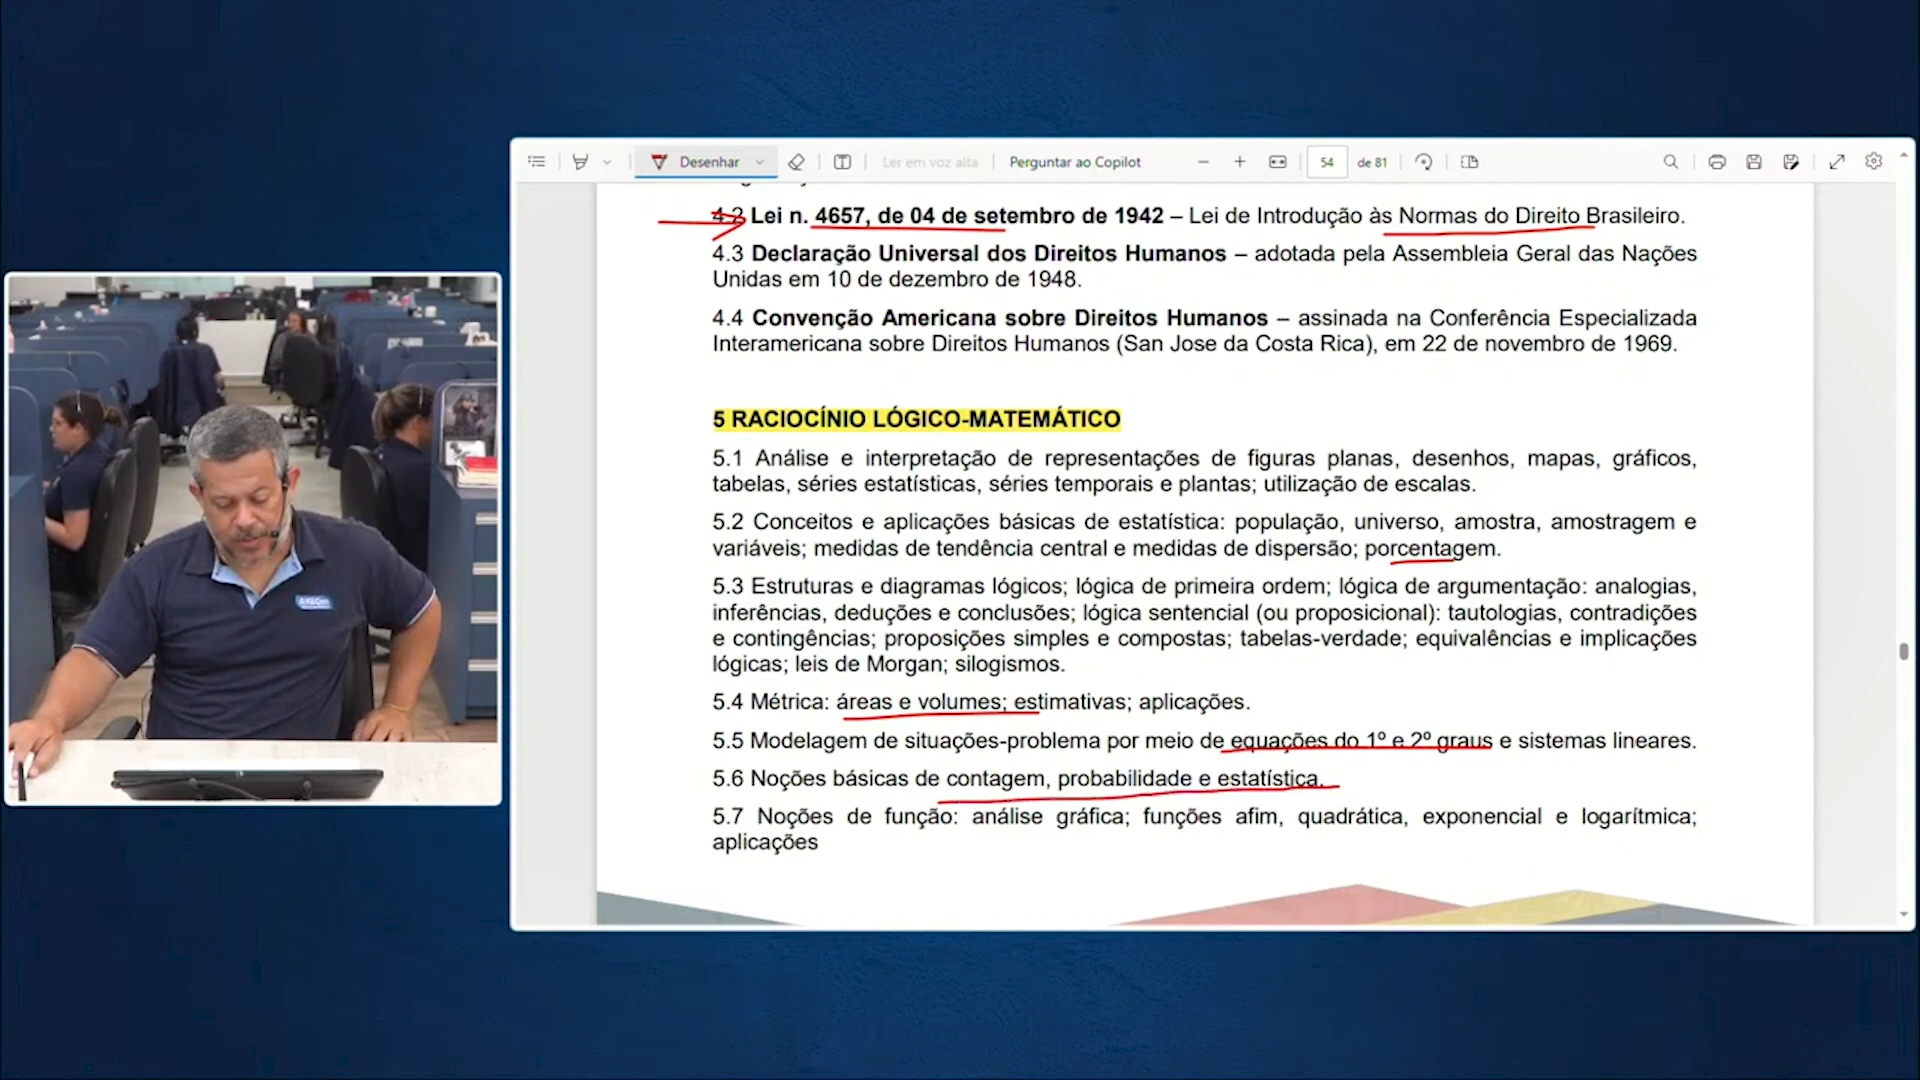 Desenhar
Ler em voz alta
Perguntar ao Copilot
54
de 81
4.2 Lei n. 4657, de 04 de setembro de 1942 – Lei de Introdução às Normas do Direito Brasileiro.
4.3 Declaração Universal dos Direitos Humanos – adotada pela Assembleia Geral das Nações
Unidas em 10 de dezembro de 1948.
4.4 Convenção Americana sobre Direitos Humanos – assinada na Conferência Especializada
Interamericana sobre Direitos Humanos (San Jose da Costa Rica), em 22 de novembro de 1969.
5 RACIOCÍNIO LÓGICO-MATEMÁTICO
5.1 Análise e interpretação de representações de figuras planas, desenhos, mapas, gráficos,
tabelas, séries estatísticas, séries temporais e plantas; utilização de escalas.
5.2 Conceitos e aplicações básicas de estatística: população, universo, amostra, amostragem e
variáveis; medidas de tendência central e medidas de dispersão; porcentagem.
5.3 Estruturas e diagramas lógicos; lógica de primeira ordem; lógica de argumentação: analogias,
inferências, deduções e conclusões; lógica sentencial (ou proposicional): tautologias, contradições
e contingências; proposições simples e compostas; tabelas-verdade; equivalências e implicações
lógicas; leis de Morgan; silogismos.
5.4 Métrica: áreas e volumes; estimativas; aplicações.
5.5 Modelagem de situações-problema por meio de equações do 1º e 2º graus e sistemas lineares.
5.6 Noções básicas de contagem, probabilidade e estatística.
5.7 Noções de função: análise gráfica; funções afim, quadrática, exponencial e logarítmica;
aplicações